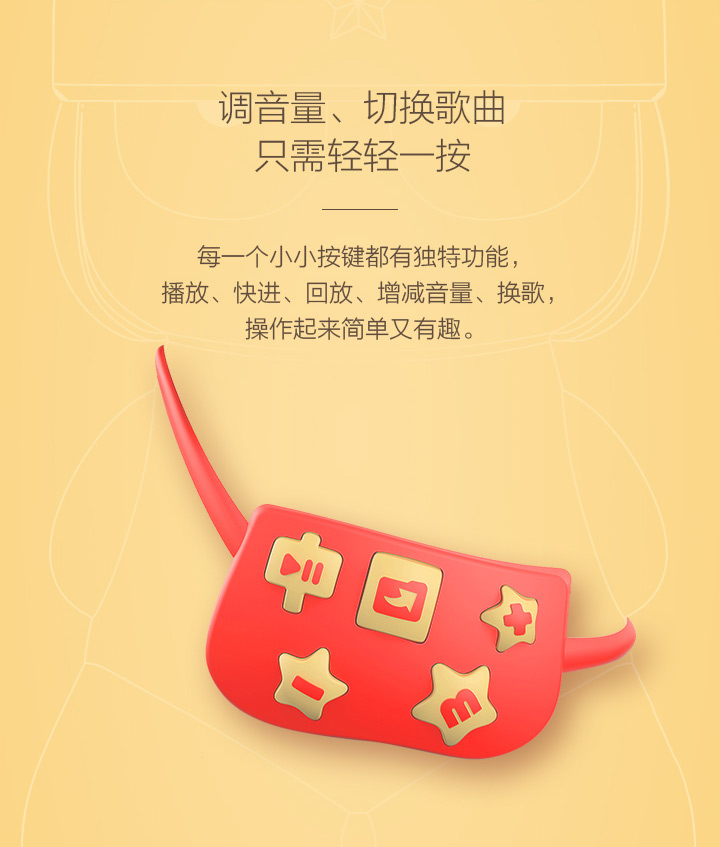 调音量、切换歌曲
只需轻轻一按
每一个小小按键都有独特功能，
播放、快进、回放、增减音量、换歌，
操作起来简单又有趣。
m